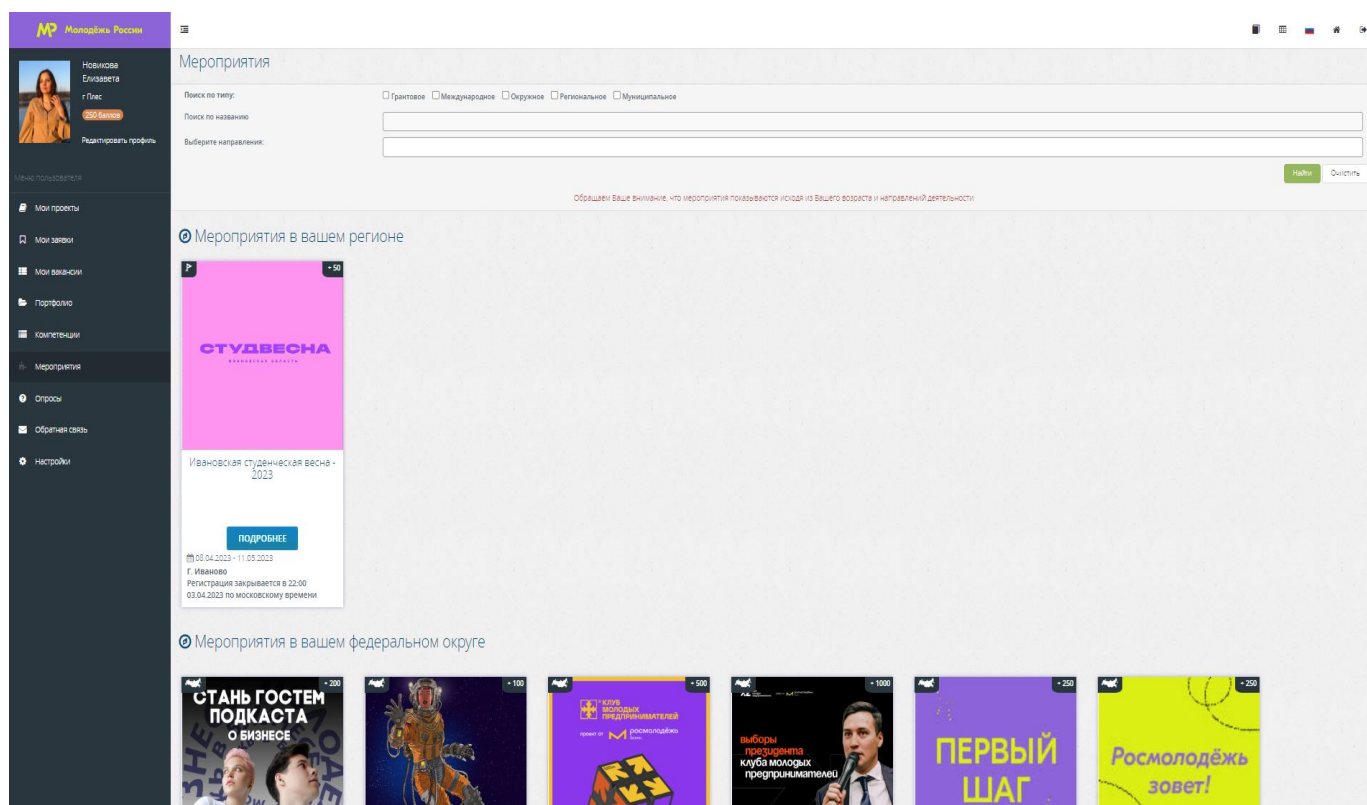 МР Молодёжь России
Новикова
Елизавета
г Плес
250 баллов
Редактировать профиль
Меню пользователя
Мои проекты
Мои заявки
Мои вакансии
Портфолио
Компетенции
Мероприятия
Опросы
Обратная связь
Настройки
Мероприятия
Поиск по типу:
Грантовое Международное Окружное Региональное Муниципальное
Поиск по названию
Выберите направления:
Найти Очистить
Обращаем Ваше внимание, что мероприятия показываются исходя из Вашего возраста и направлений деятельности
Мероприятия в вашем регионе
+ 50
СТУДВЕСНА
ИВАНОВСКАЯ ОБЛАСТЬ
Ивановская студенческая весна -
2023
ПОДРОБНЕЕ
08.04.2023 - 11.05.2023
Г. Иваново
Регистрация закрывается в 22:00
03.04.2023 по московскому времени
Мероприятия в вашем федеральном округе
+ 200
СТАНЬ ГОСТЕМ
ПОДКАСТА
О БИЗНЕСЕ
+ 100
+ 500
КЛУБ
МОЛОДЫХ
ПРЕДПРИНИМАТЕЛЕЙ
проект от росмолодёжь
+ 1000
выборы
президента
клуба молодых
предпринимателей
+ 250
ПЕРВЫЙ
ШАГ
+ 250
Росмолодёжь
зовет!